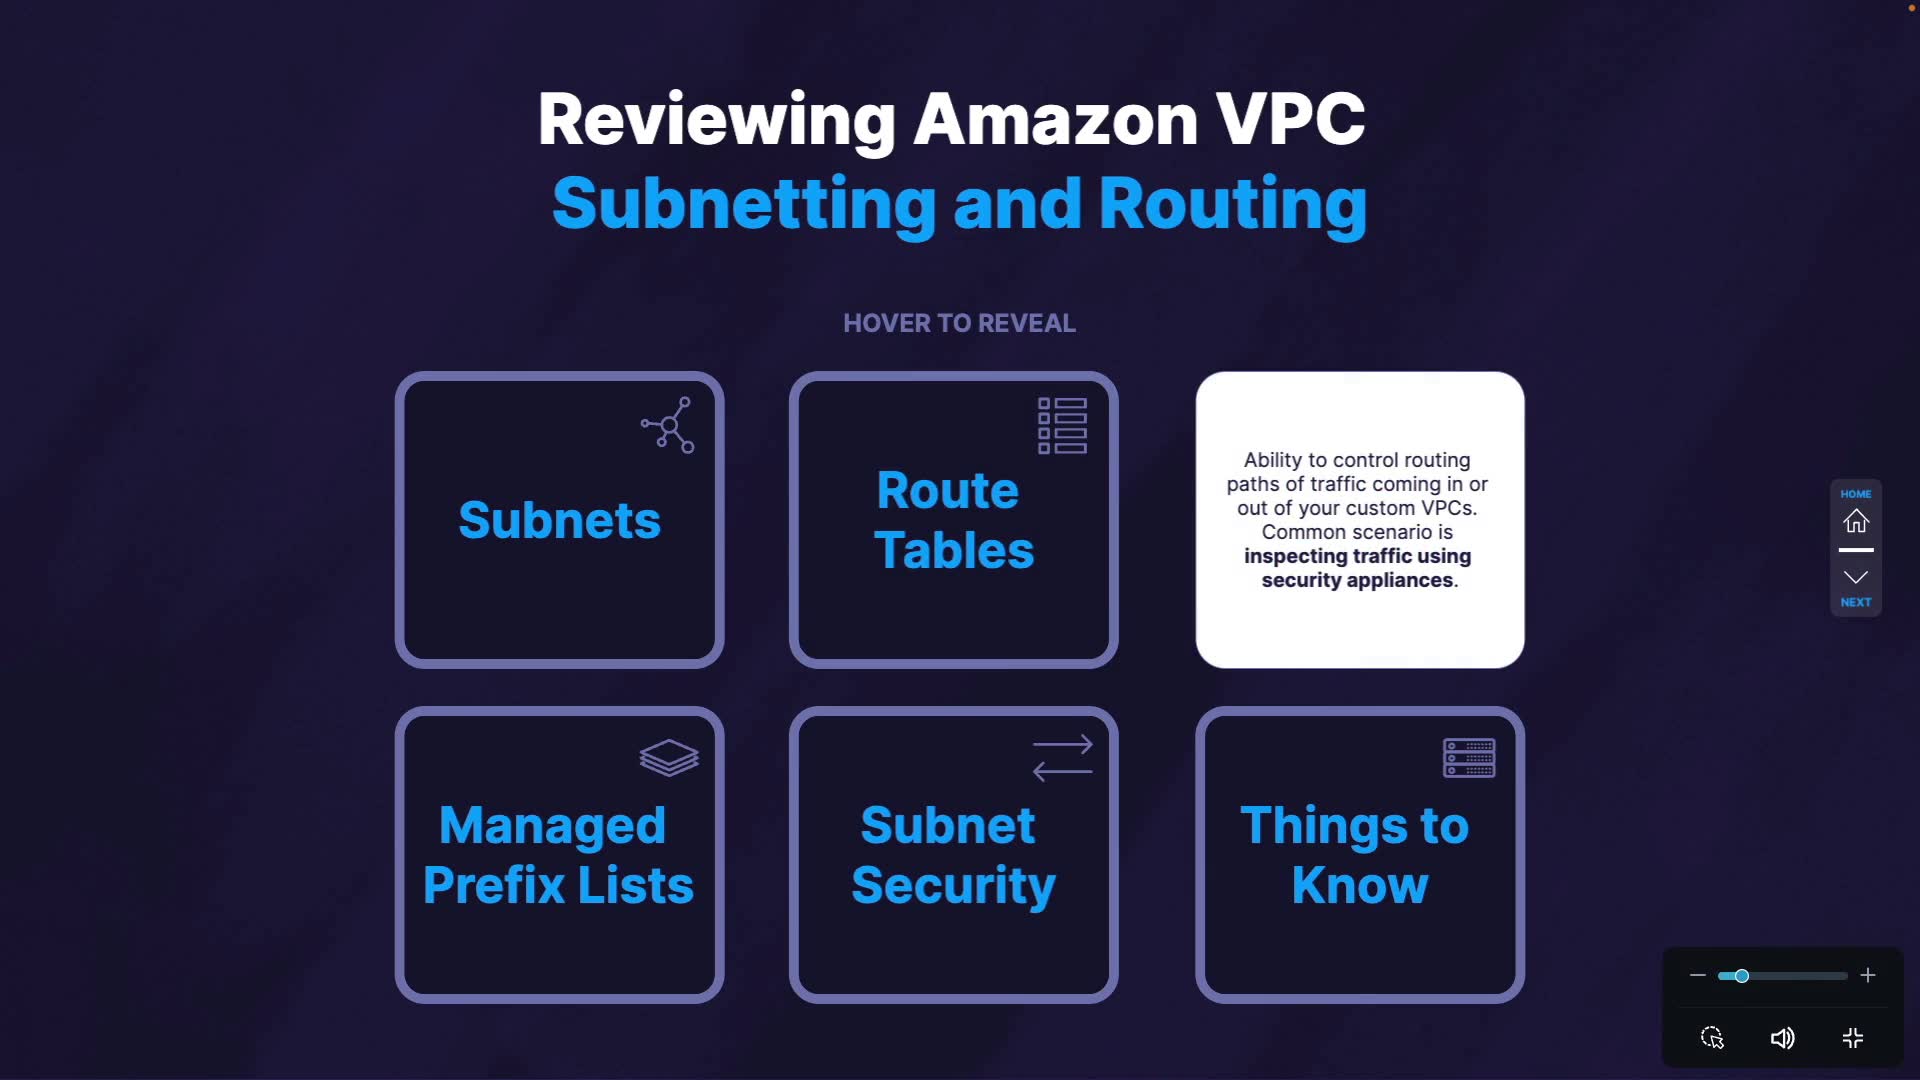 Reviewing Amazon VPC
Subnetting and Routing
HOVER TO REVEAL
Subnets
Route
Tables
Ability to control routing
paths of traffic coming in or
out of your custom VPCs.
Common scenario is
inspecting traffic using
security appliances.
Managed
Prefix Lists
Subnet
Security
Things to
Know
HOME
NEXT